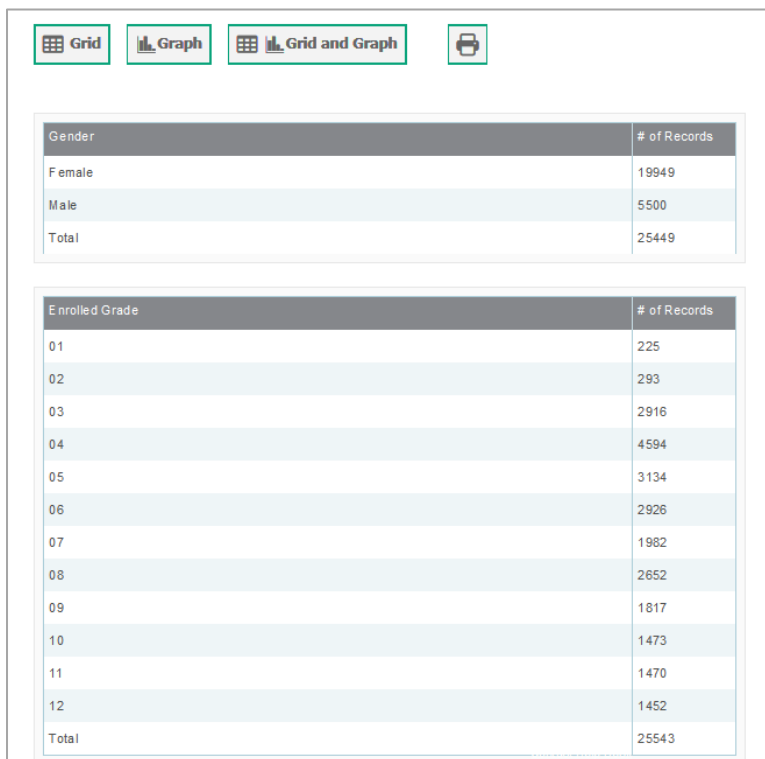 Grid Graph Grid and Graph
Gender # of Records
Female 19949
Male 5500
Total 25449
Enrolled Grade # of Records
01 225
02 293
03 2916
04 4594
05 3134
06 2926
07 1982
08 2652
09 1817
10 1473
11 1470
12 1452
Total 25543